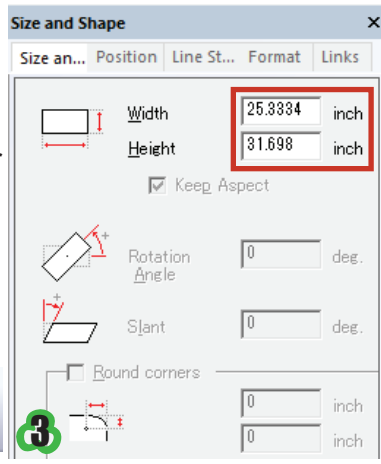 Size and Shape ×
Size an... Position Line St... Format Links
Width 25.3334 inch
Height 31.698 inch
Keep Aspect
Rotation Angle 0 deg.
Slant 0 deg.
Round corners
0 inch
0 inch
3